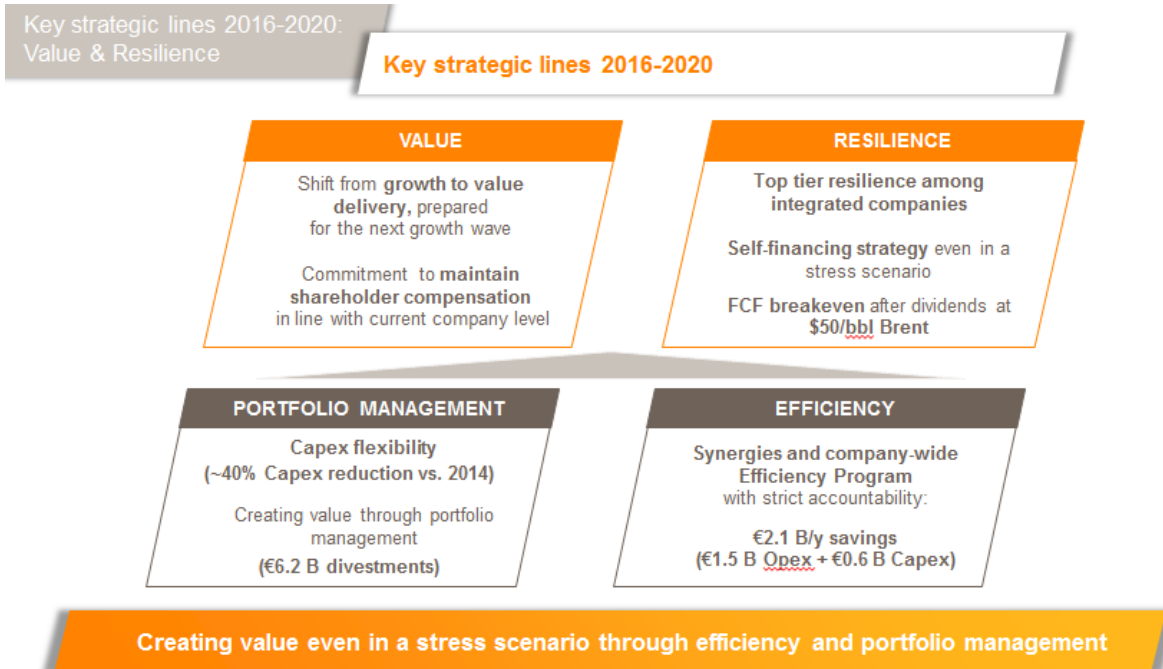 Key strategic lines 2016-2020:
Value & Resilience
Key strategic lines 2016-2020
VALUE
Shift from growth to value
delivery, prepared
for the next growth wave
Commitment to maintain
shareholder compensation
in line with current company level
RESILIENCE
Top tier resilience among
integrated companies
Self-financing strategy even in a
stress scenario
FCF breakeven after dividends at
$50/bbl Brent
PORTFOLIO MANAGEMENT
Capex flexibility
(~40% Capex reduction vs. 2014)
Creating value through portfolio
management
(€6.2 B divestments)
EFFICIENCY
Synergies and company-wide
Efficiency Program
with strict accountability:
€2.1 B/y savings
(€1.5 B Opex + €0.6 B Capex)
Creating value even in a stress scenario through efficiency and portfolio management